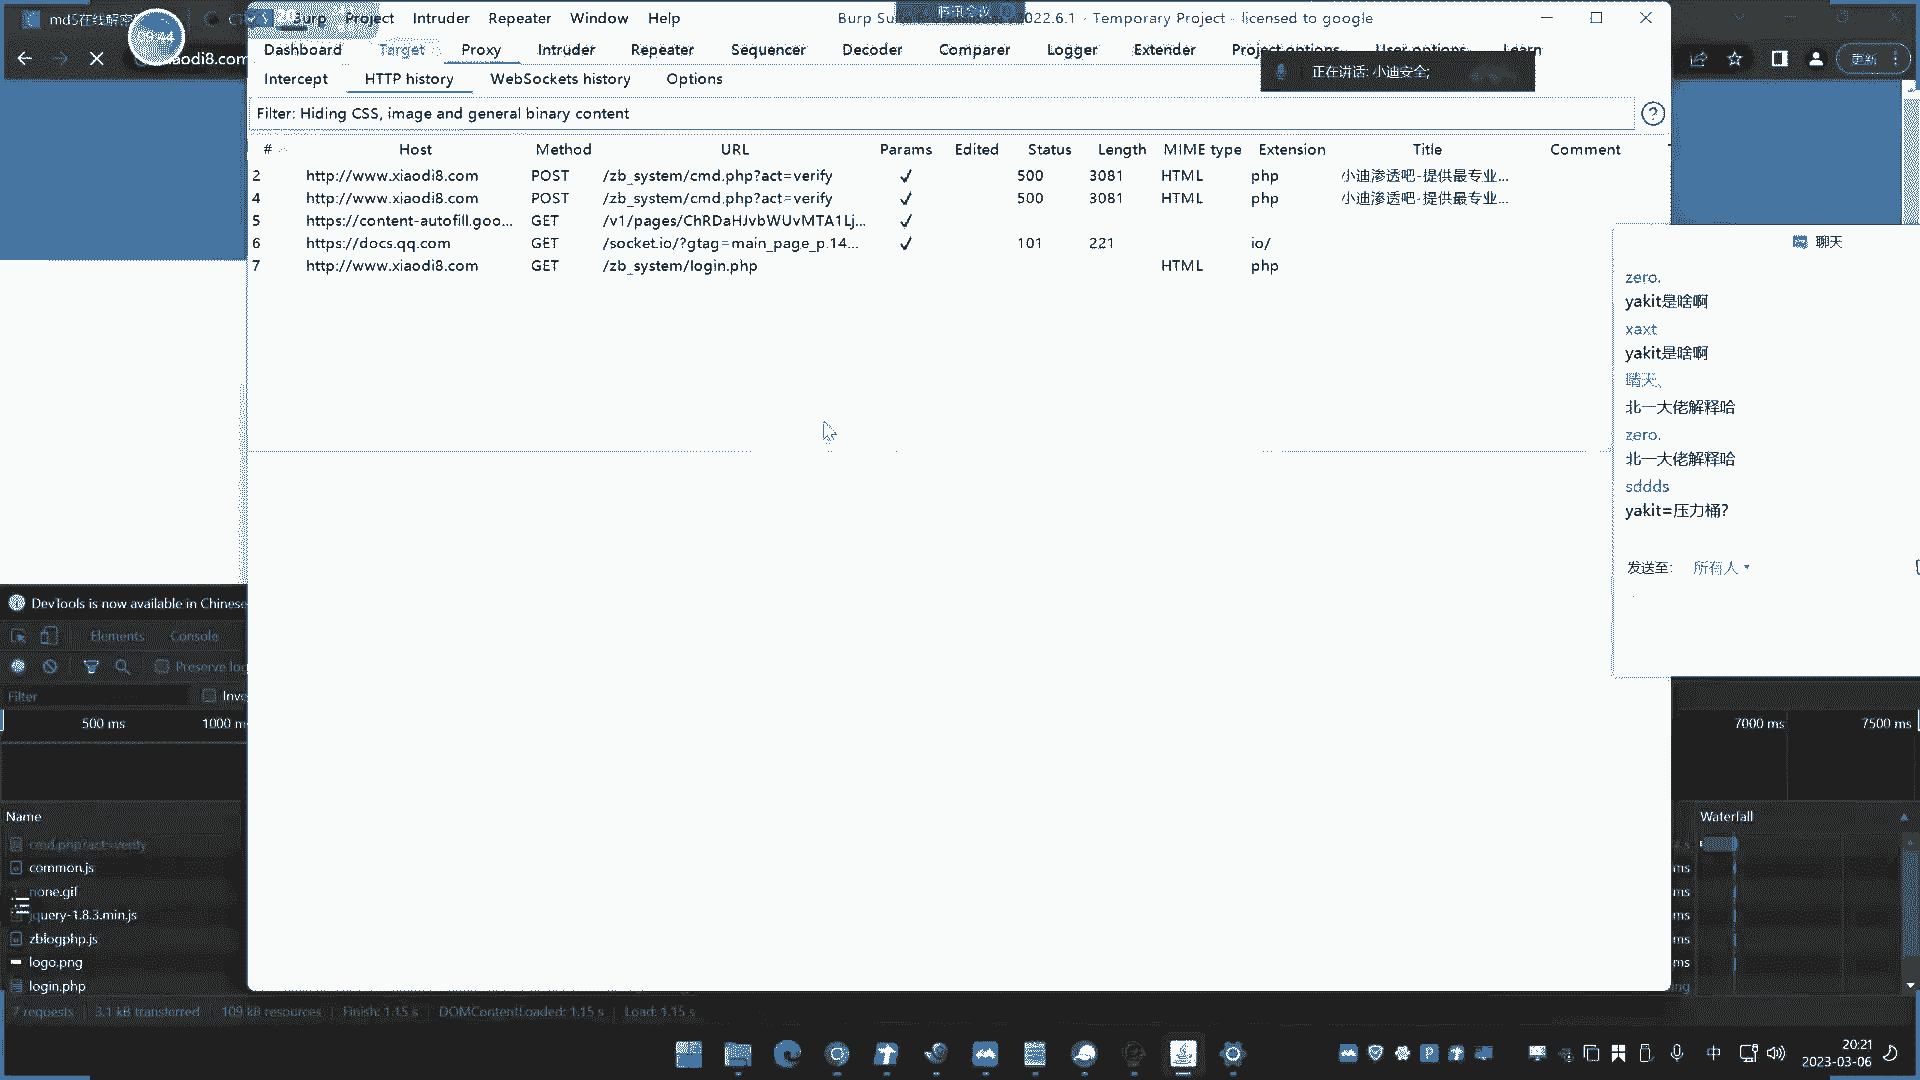 md5在线解密
Burp Project Intruder Repeater Window Help
2022.6.1 - Temporary Project - licensed to google
09:44
Dashboard Target Proxy Intruder Repeater Sequencer Decoder Comparer Logger Extender Project options User options Learn
aodi8.com
更新
Intercept HTTP history WebSockets history Options
正在讲话: 小迪安全;
Filter: Hiding CSS, image and general binary content
# Host Method URL Params Edited Status Length MIME type Extension Title Comment
2 http://www.xiaodi8.com POST /zb_system/cmd.php?act=verify ✓ 500 3081 HTML php 小迪渗透吧-提供最专业...
4 http://www.xiaodi8.com POST /zb_system/cmd.php?act=verify ✓ 500 3081 HTML php 小迪渗透吧-提供最专业...
5 https://content-autofill.goo... GET /v1/pages/ChRDaHJvbWUvMTA1Lj... ✓
6 https://docs.qq.com GET /socket.io/?gtag=main_page_p.14... ✓ 101 221 io/
7 http://www.xiaodi8.com GET /zb_system/login.php HTML php
聊天
zero.
yakit是啥啊
xaxt
yakit是啥啊
晴天、
北一大佬解释哈
zero.
北一大佬解释哈
sddds
yakit=压力桶?
发送至: 所有人
DevTools is now available in Chinese
Elements Console
Preserve log
Filter Inve
500 ms 1000 m 7000 ms 7500 ms
Name Waterfall
cmd.php?act=verify
common.js ms
none.gif ms
jquery-1.8.3.min.js ms
zblogphp.js ms
logo.png ms
login.php ng
7 requests 3.1 kB transferred 109 kB resources Finish: 1.15 s DOMContentLoaded: 1.15 s Load: 1.15 s
中
20:21
2023-03-06